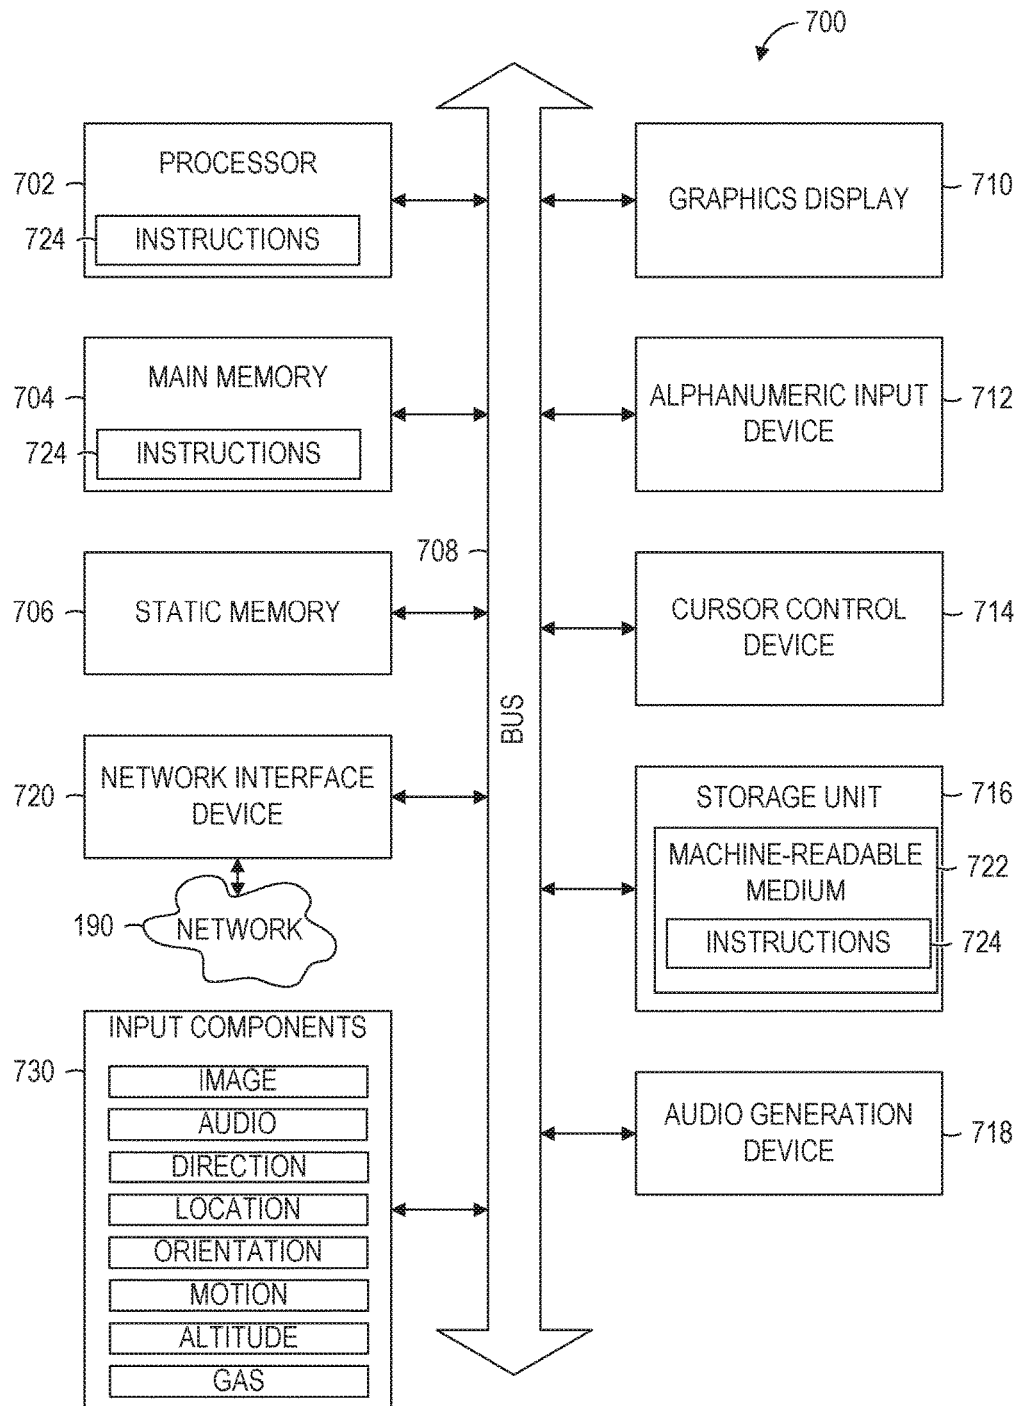 700
PROCESSOR
702
724
INSTRUCTIONS
MAIN MEMORY
704
724
INSTRUCTIONS
STATIC MEMORY
706
NETWORK INTERFACE
DEVICE
720
190
NETWORK
INPUT COMPONENTS
730
IMAGE
AUDIO
DIRECTION
LOCATION
ORIENTATION
MOTION
ALTITUDE
GAS
708
BUS
GRAPHICS DISPLAY
710
ALPHANUMERIC INPUT
DEVICE
712
CURSOR CONTROL
DEVICE
714
STORAGE UNIT
716
MACHINE-READABLE
MEDIUM
722
INSTRUCTIONS
724
AUDIO GENERATION
DEVICE
718